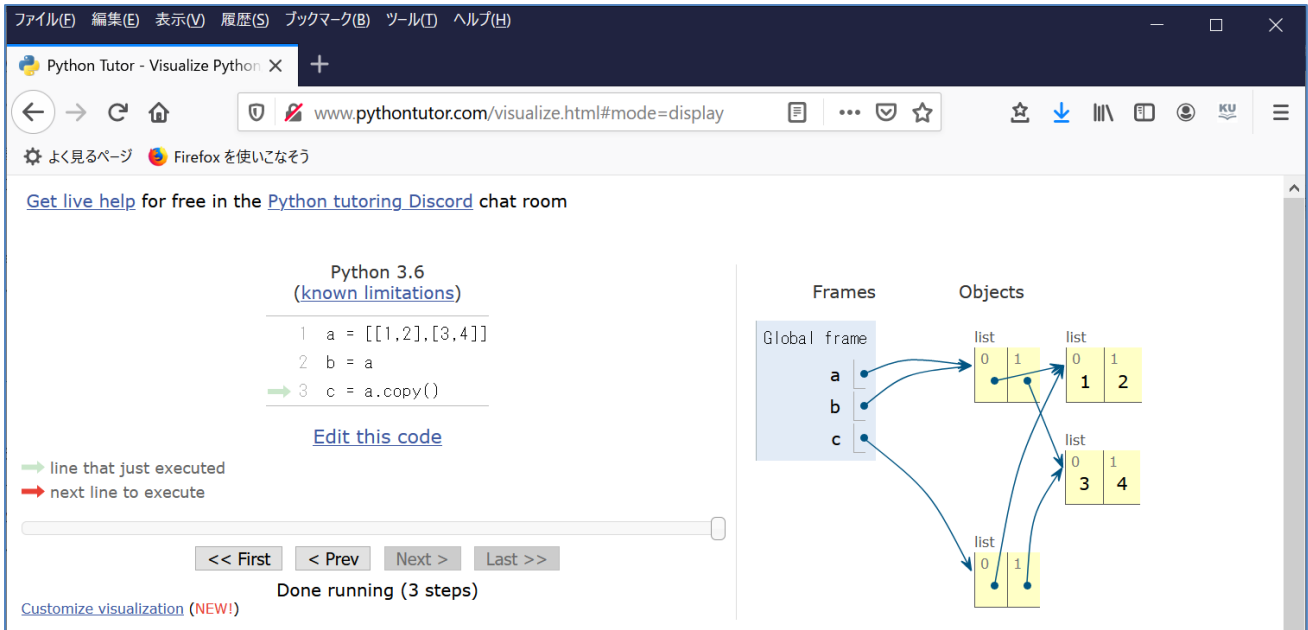 ファイル(F) 編集(E) 表示(V) 履歴(S) ブックマーク(B) ツール(T) ヘルプ(H)
Python Tutor - Visualize Python
www.pythontutor.com/visualize.html#mode=display
KU
よく見るページ Firefox を使いこなそう
Get live help for free in the Python tutoring Discord chat room
Python 3.6
(known limitations)
1 a = [[1,2],[3,4]]
2 b = a
3 c = a.copy()
Edit this code
line that just executed
next line to execute
<< First < Prev Next > Last >>
Done running (3 steps)
Customize visualization (NEW!)
Frames Objects
Global frame
a
b
c
list
0 1
list
0 1
1 2
list
0 1
3 4
list
0 1